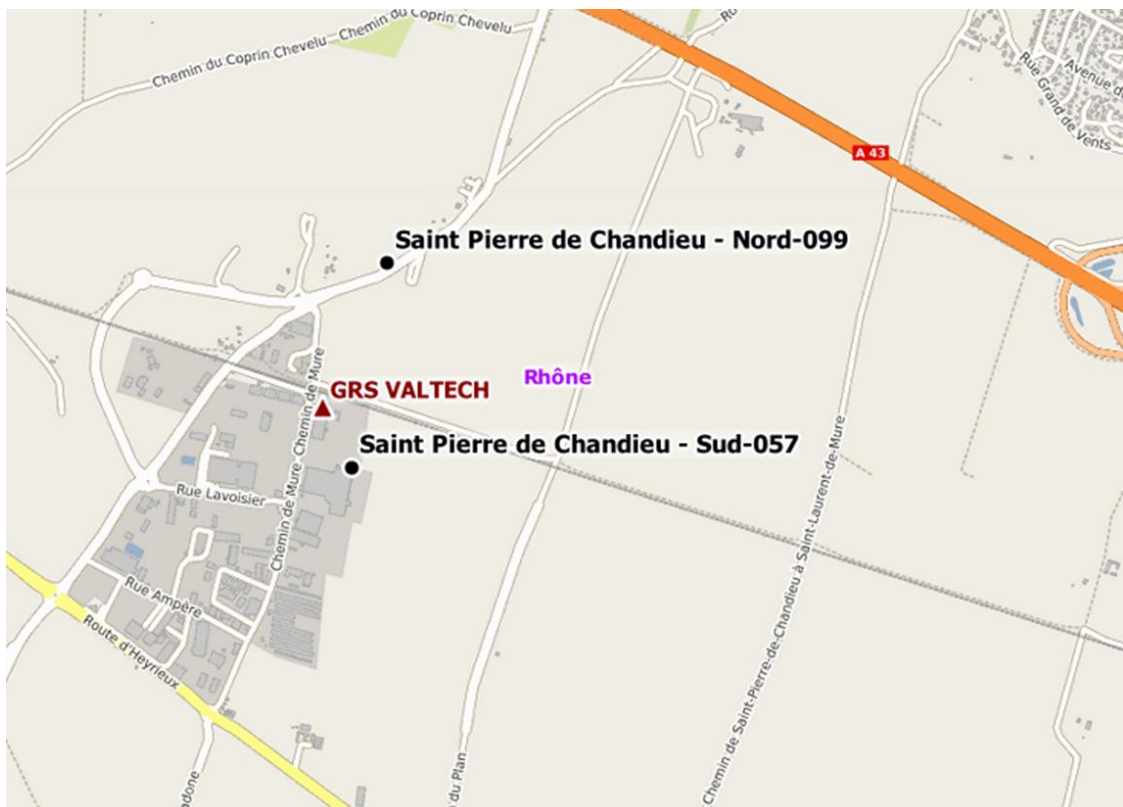 Chemin du Coprin Chevelu
Chemin du Coprin Chevelu
Avenue du
Rue Grand de Vents
A 43
Saint Pierre de Chandieu - Nord-099
Rhône
GRS VALTECH
Chemin de Mure
Chemin de Mure
Saint Pierre de Chandieu - Sud-057
Rue Lavoisier
Rue Ampère
Route d'Heyrieux
Chemin de Saint-Pierre-de-Chandieu à Saint-Laurent-de-Mure
du Plan